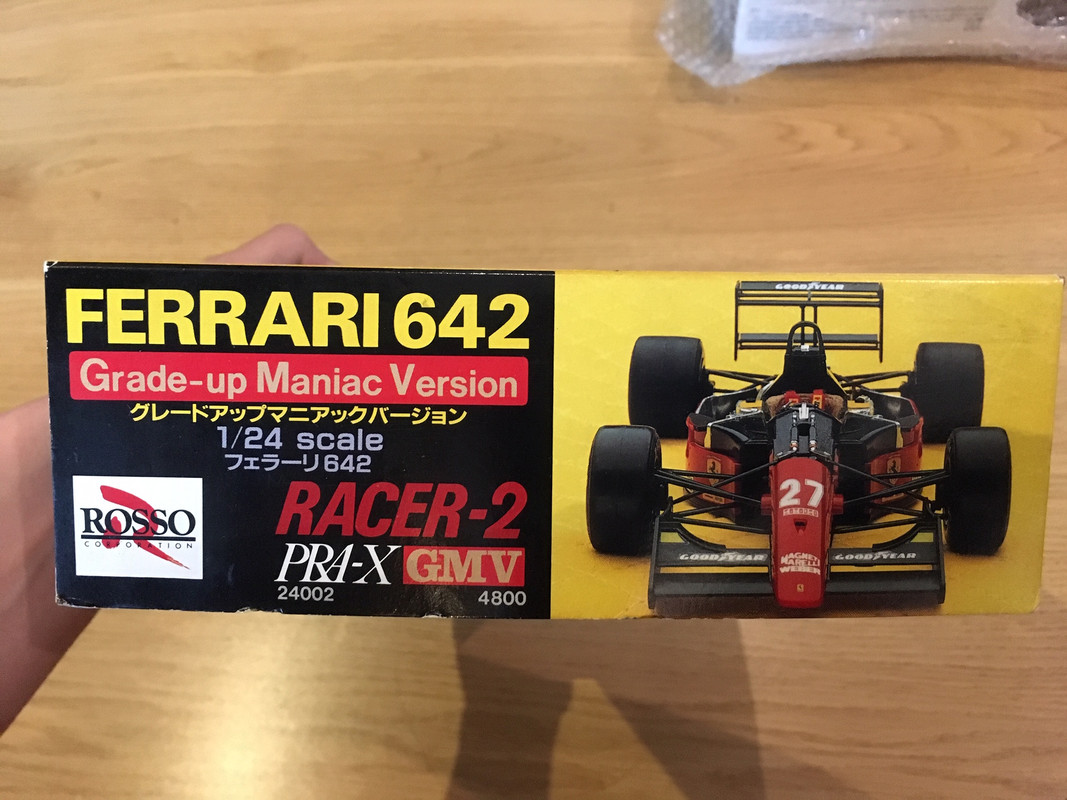 FERRARI 642
Grade-up Maniac Version
グレードアップマニアックバージョン
1/24 scale
フェラーリ642
RACER-2
PRA-X GMV
24002 4800
ROSSO
CORPORATION
GOODYEAR
27
GOODYEAR GOODYEAR
MAGNETI
MARELLI
WEBER